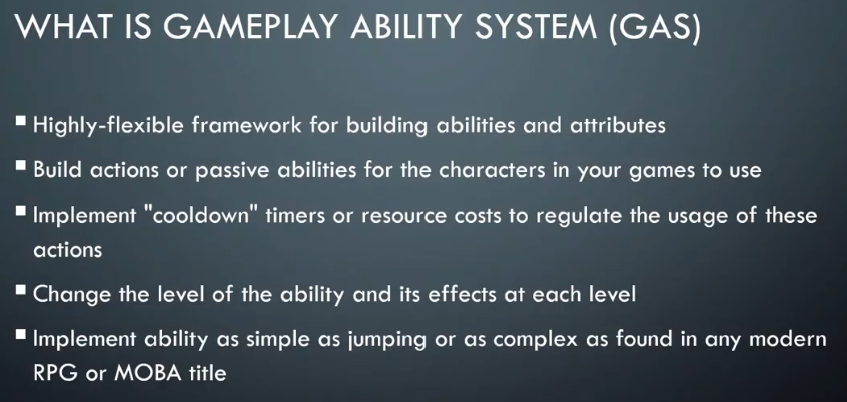 WHAT IS GAMEPLAY ABILITY SYSTEM (GAS)
▪ Highly-flexible framework for building abilities and attributes
▪ Build actions or passive abilities for the characters in your games to use
▪ Implement "cooldown" timers or resource costs to regulate the usage of these
actions
▪ Change the level of the ability and its effects at each level
▪ Implement ability as simple as jumping or as complex as found in any modern
RPG or MOBA title